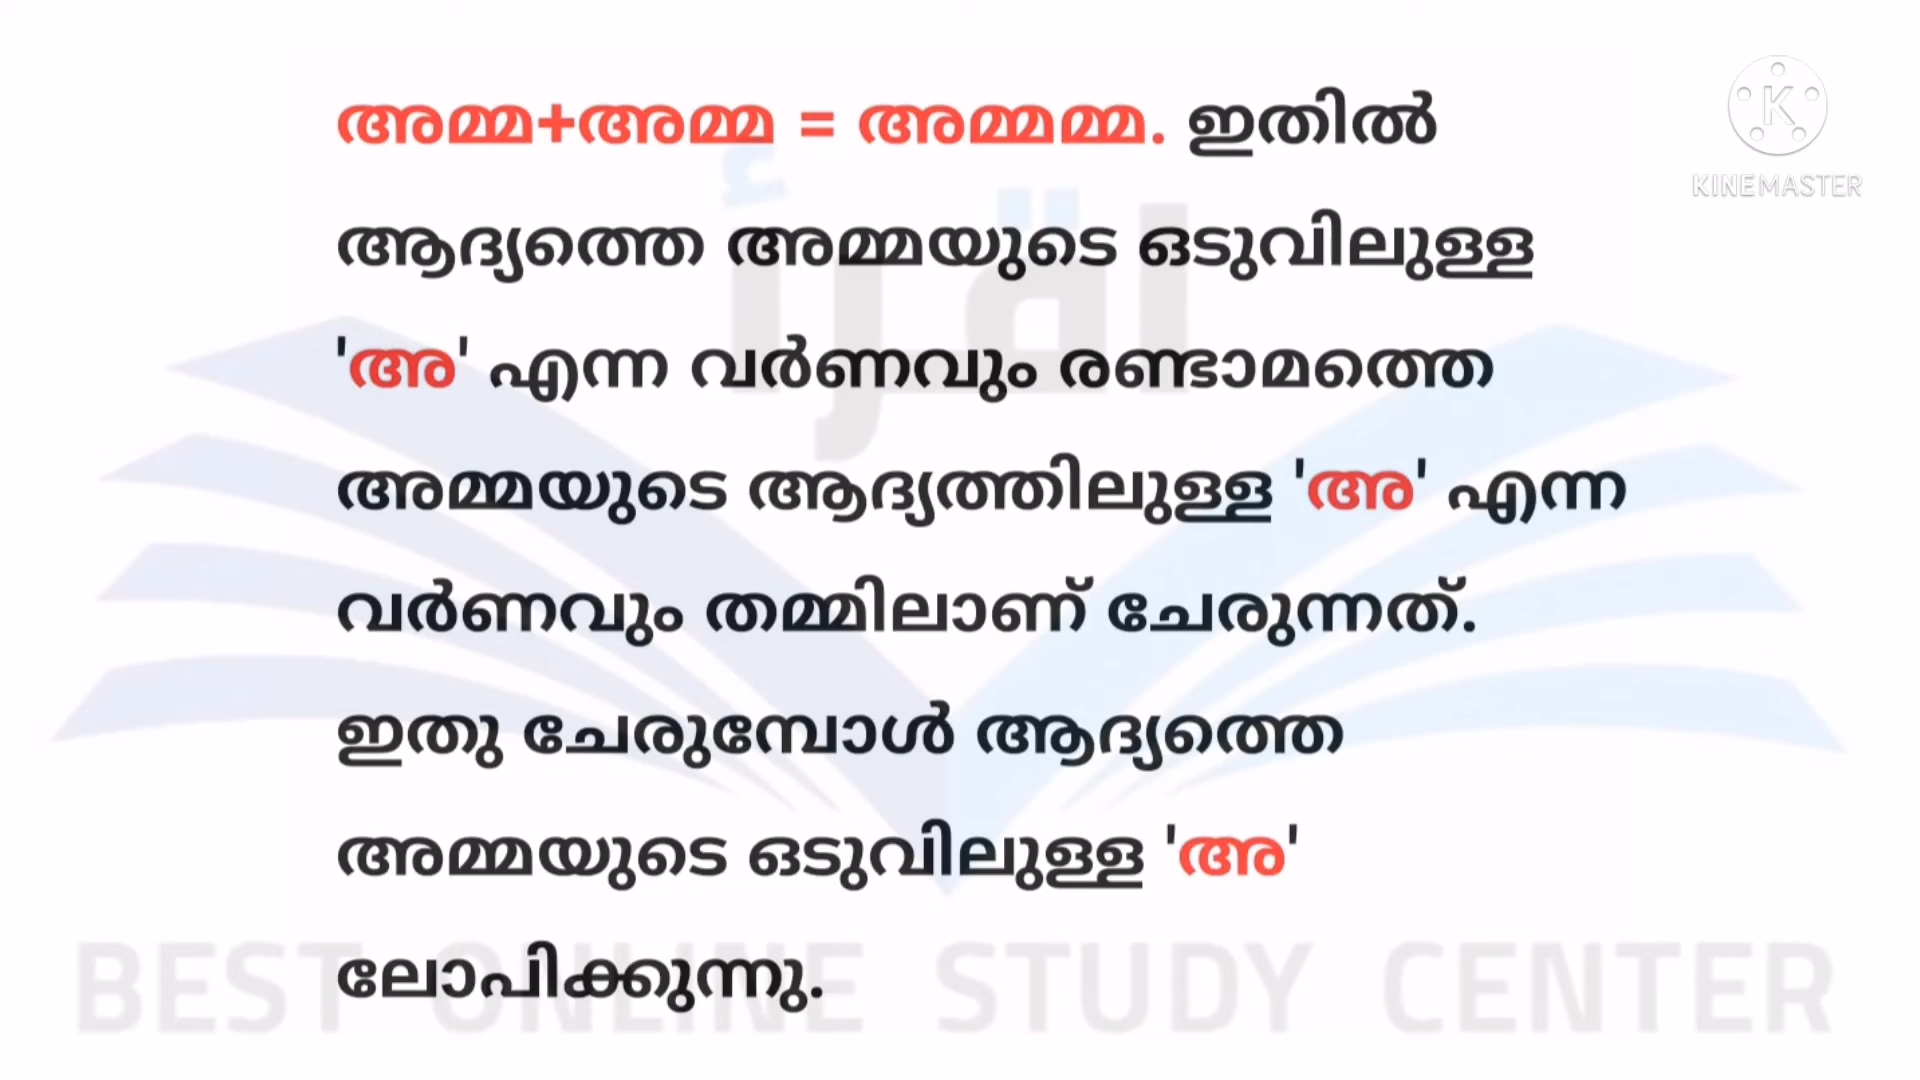 അമ്മ+അമ്മ = അമ്മമ്മ. ഇതിൽ
ആദ്യത്തെ അമ്മയുടെ ഒടുവിലുള്ള
'അ' എന്ന വർണവും രണ്ടാമത്തെ
അമ്മയുടെ ആദ്യത്തിലുള്ള 'അ' എന്ന
വർണവും തമ്മിലാണ് ചേരുന്നത്.
ഇതു ചേരുമ്പോൾ ആദ്യത്തെ
അമ്മയുടെ ഒടുവിലുള്ള 'അ'
ലോപിക്കുന്നു.
K
KINEMASTER
إقرأ
BEST ONLINE STUDY CENTER